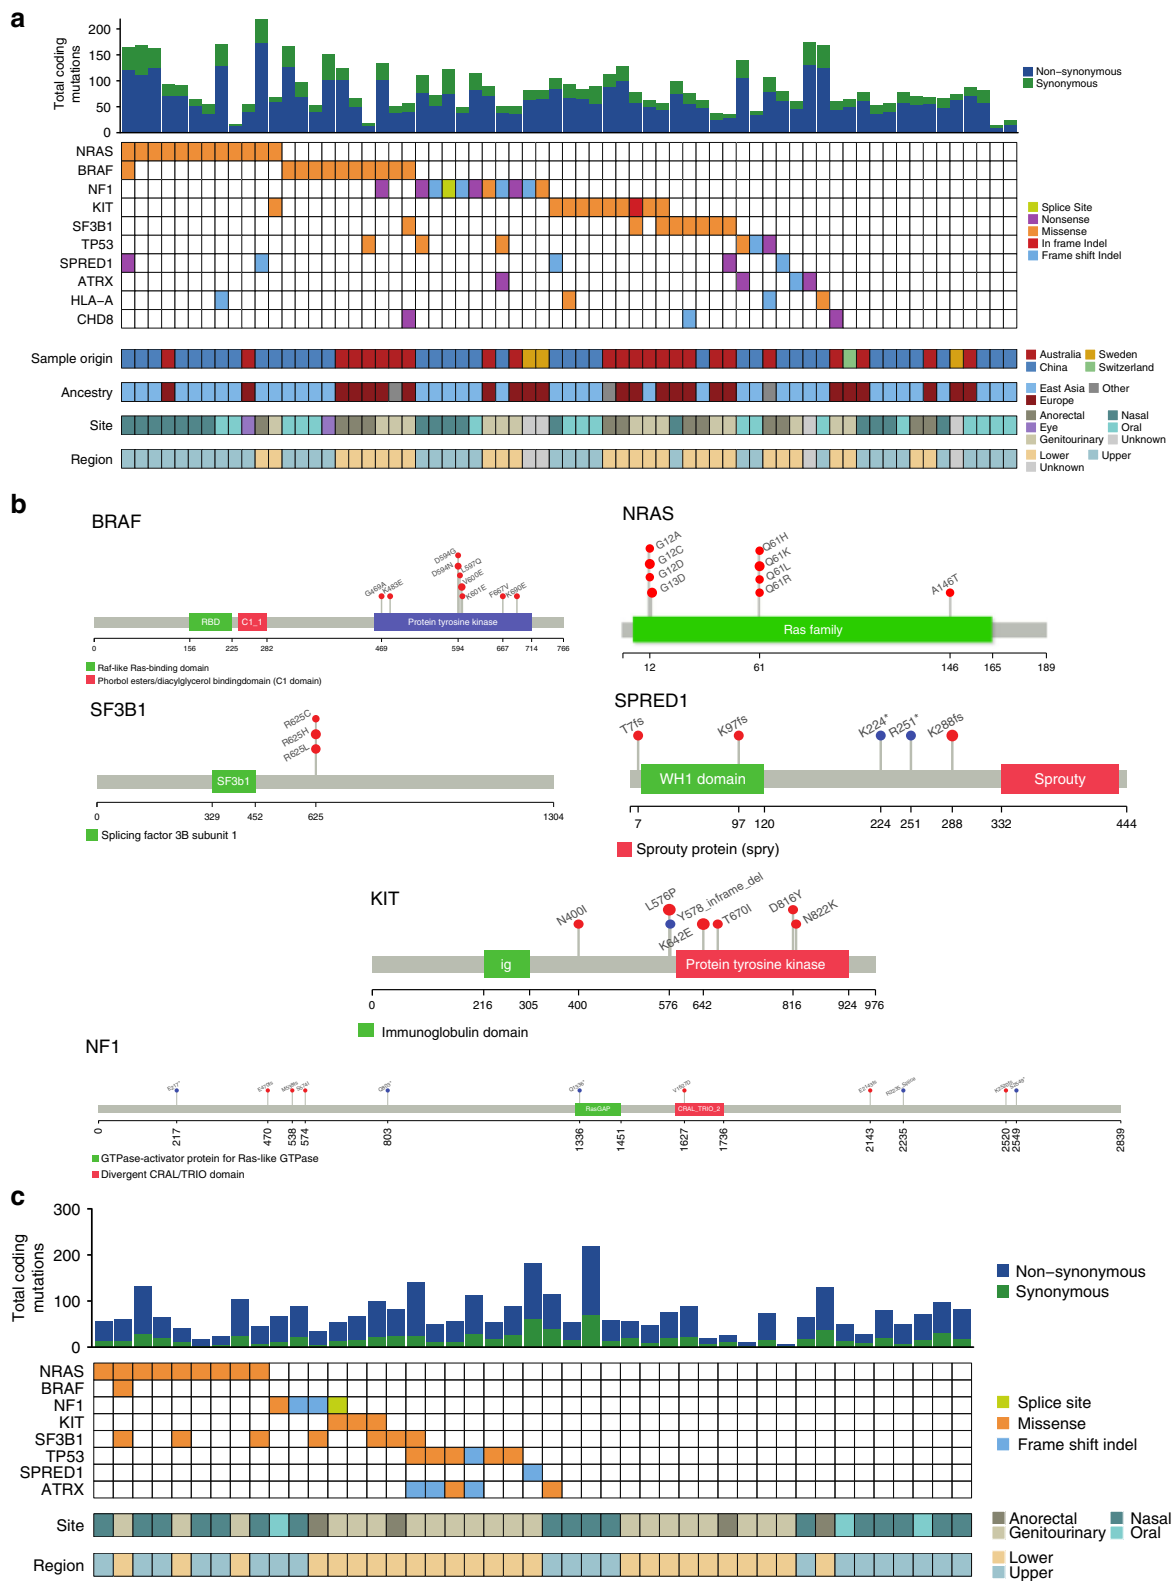 a
Total coding
mutations
200
150
100
50
0
Non−synonymous
Synonymous
NRAS
BRAF
NF1
KIT
SF3B1
TP53
SPRED1
ATRX
HLA−A
CHD8
Splice Site
Nonsense
Missense
In frame Indel
Frame shift Indel
Sample origin
Ancestry
Site
Region
Australia Sweden
China Switzerland
East Asia Other
Europe
Anorectal Nasal
Eye Oral
Genitourinary Unknown
Lower Upper
Unknown
b
BRAF
D594G
D594N L597Q
V600E
G469A K483E K601E F667V K690E
RBD C1_1 Protein tyrosine kinase
0 156 225 282 469 594 667 714 766
Raf-like Ras-binding domain
Phorbol esters/diacylglycerol bindingdomain (C1 domain)
NRAS
G12A
G12C
G12D
G13D
Q61H
Q61K
Q61L
Q61R
A146T
Ras family
12 61 146 165 189
SF3B1
R625C
R625H
R625L
SF3b1
0 329 452 625 1304
Splicing factor 3B subunit 1
SPRED1
T7fs K97fs K224* R251* K288fs
WH1 domain Sprouty
7 97 120 224 251 288 332 444
Sprouty protein (spry)
KIT
N400I L576P Y578_inframe_del K642E T670I D816Y N822K
ig Protein tyrosine kinase
0 216 305 400 576 642 816 924 976
Immunoglobulin domain
NF1
RasGAP CRAL_TRIO_2
0 217 470 538 574 803 1336 1451 1627 1736 2143 2235 2520 2549 2839
GTPase-activator protein for Ras-like GTPase
Divergent CRAL/TRIO domain
c
Total coding
mutations
300
200
100
0
Non−synonymous
Synonymous
NRAS
BRAF
NF1
KIT
SF3B1
TP53
SPRED1
ATRX
Splice site
Missense
Frame shift indel
Site
Region
Anorectal Nasal
Genitourinary Oral
Lower
Upper